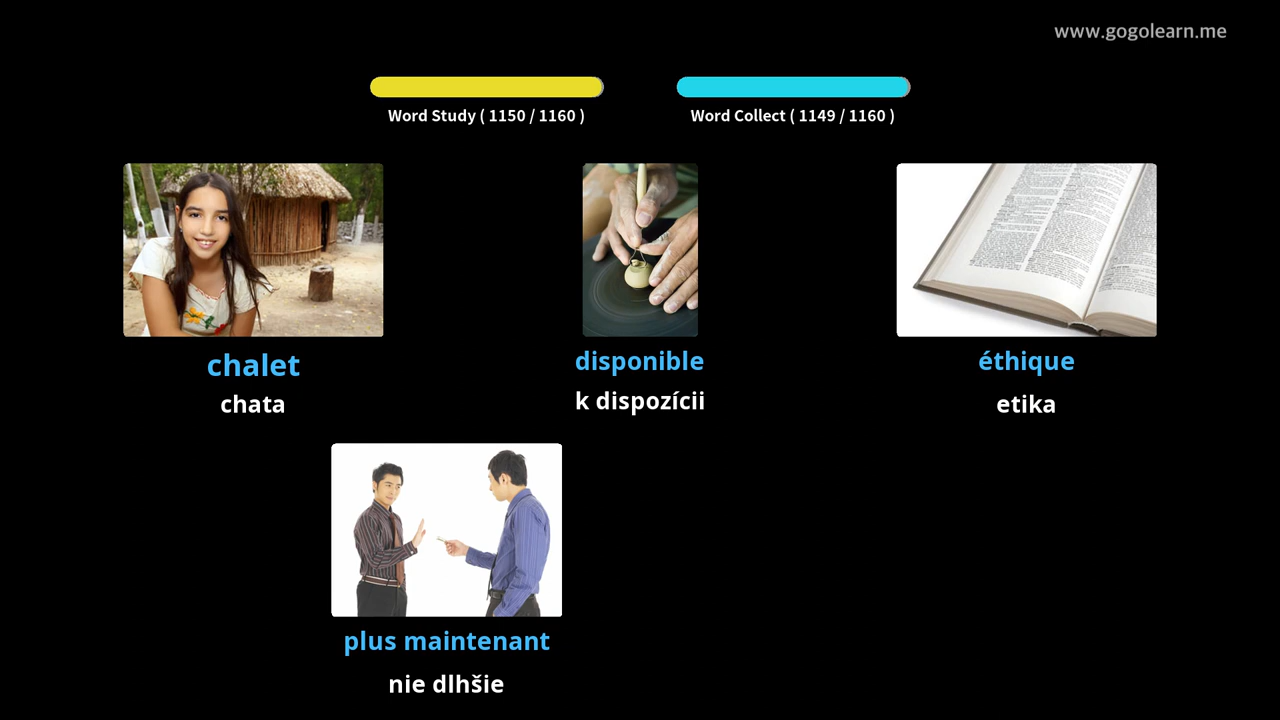 www.gogolearn.me
Word Study ( 1150 / 1160 )
Word Collect ( 1149 / 1160 )
chalet
chata
disponible
k dispozícii
éthique
etika
plus maintenant
nie dlhšie